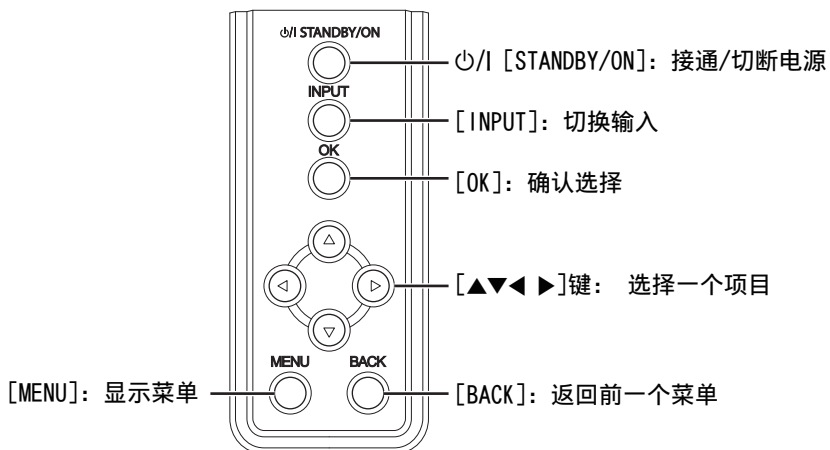 ⏻/I STANDBY/ON
⏻/I [STANDBY/ON]: 接通/切断电源
INPUT
[INPUT]: 切换输入
OK
[OK]: 确认选择
[▲▼◀ ▶]键: 选择一个项目
MENU
BACK
[MENU]: 显示菜单
[BACK]: 返回前一个菜单